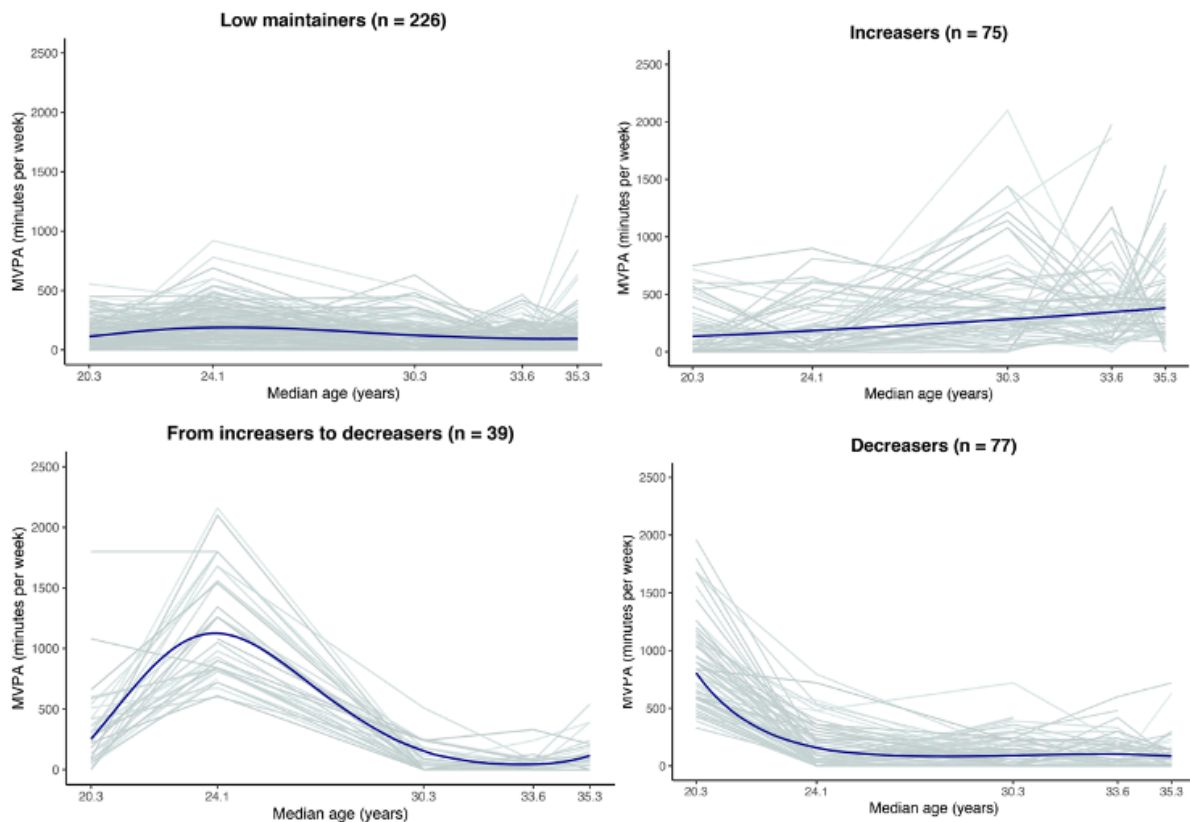 Low maintainers (n = 226)
MVPA (minutes per week)
2500
2000
1500
1000
500
0
20.3 24.1 30.3 33.6 35.3
Median age (years)
Increasers (n = 75)
MVPA (minutes per week)
2500
2000
1500
1000
500
0
20.3 24.1 30.3 33.6 35.3
Median age (years)
From increasers to decreasers (n = 39)
MVPA (minutes per week)
2500
2000
1500
1000
500
0
20.3 24.1 30.3 33.6 35.3
Median age (years)
Decreasers (n = 77)
MVPA (minutes per week)
2500
2000
1500
1000
500
0
20.3 24.1 30.3 33.6 35.3
Median age (years)